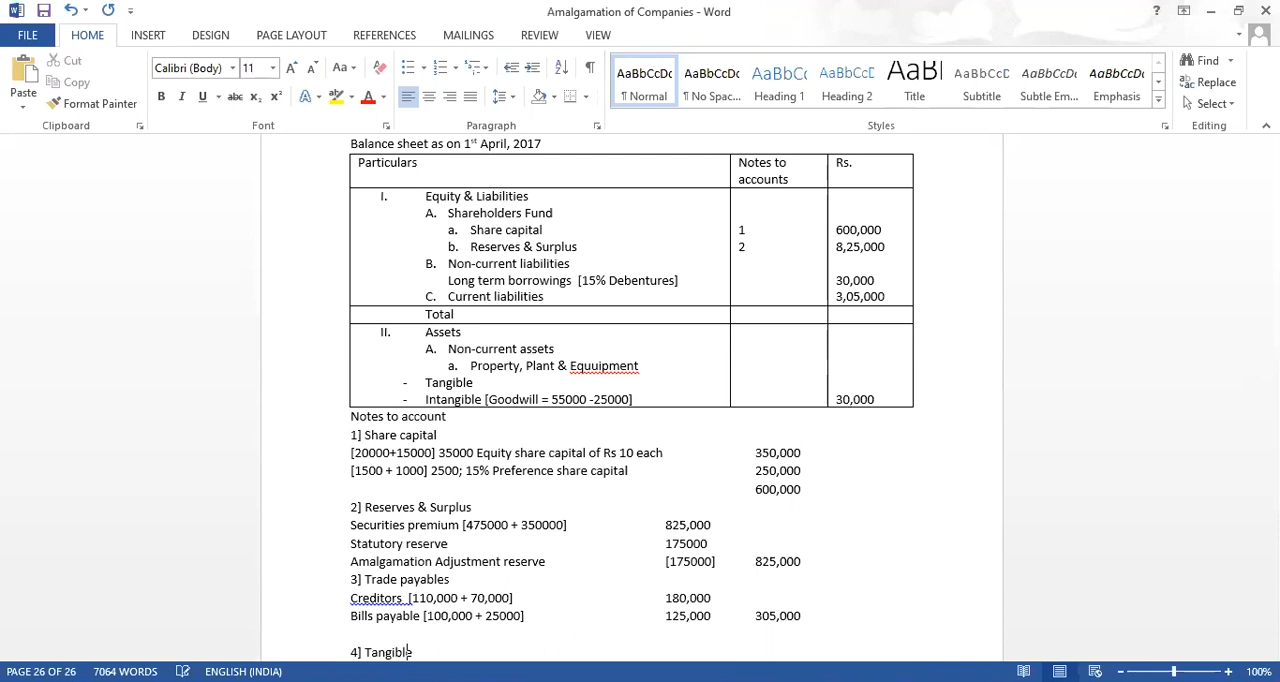 Amalgamation of Companies - Word
FILE HOME INSERT DESIGN PAGE LAYOUT REFERENCES MAILINGS REVIEW VIEW
Paste
Cut
Copy
Format Painter
Clipboard
Calibri (Body) 11
Font
Paragraph
AaBbCcDc AaBbCcDc AaBbCc AaBbCcC AaBl AaBbCcD AaBbCcDc AaBbCcDc
¶ Normal ¶ No Spac... Heading 1 Heading 2 Title Subtitle Subtle Em... Emphasis
Styles
Find
Replace
Select
Editing
Balance sheet as on 1st April, 2017
Particulars Notes to accounts Rs.
I. Equity & Liabilities
A. Shareholders Fund
a. Share capital 1 600,000
b. Reserves & Surplus 2 8,25,000
B. Non-current liabilities
Long term borrowings [15% Debentures] 30,000
C. Current liabilities 3,05,000
Total
II. Assets
A. Non-current assets
a. Property, Plant & Equuipment
- Tangible
- Intangible [Goodwill = 55000 -25000] 30,000
Notes to account
1] Share capital
[20000+15000] 35000 Equity share capital of Rs 10 each 350,000
[1500 + 1000] 2500; 15% Preference share capital 250,000
600,000
2] Reserves & Surplus
Securities premium [475000 + 350000] 825,000
Statutory reserve 175000
Amalgamation Adjustment reserve [175000] 825,000
3] Trade payables
Creditors [110,000 + 70,000] 180,000
Bills payable [100,000 + 25000] 125,000 305,000
4] Tangible
PAGE 26 OF 26 7064 WORDS ENGLISH (INDIA) 100%